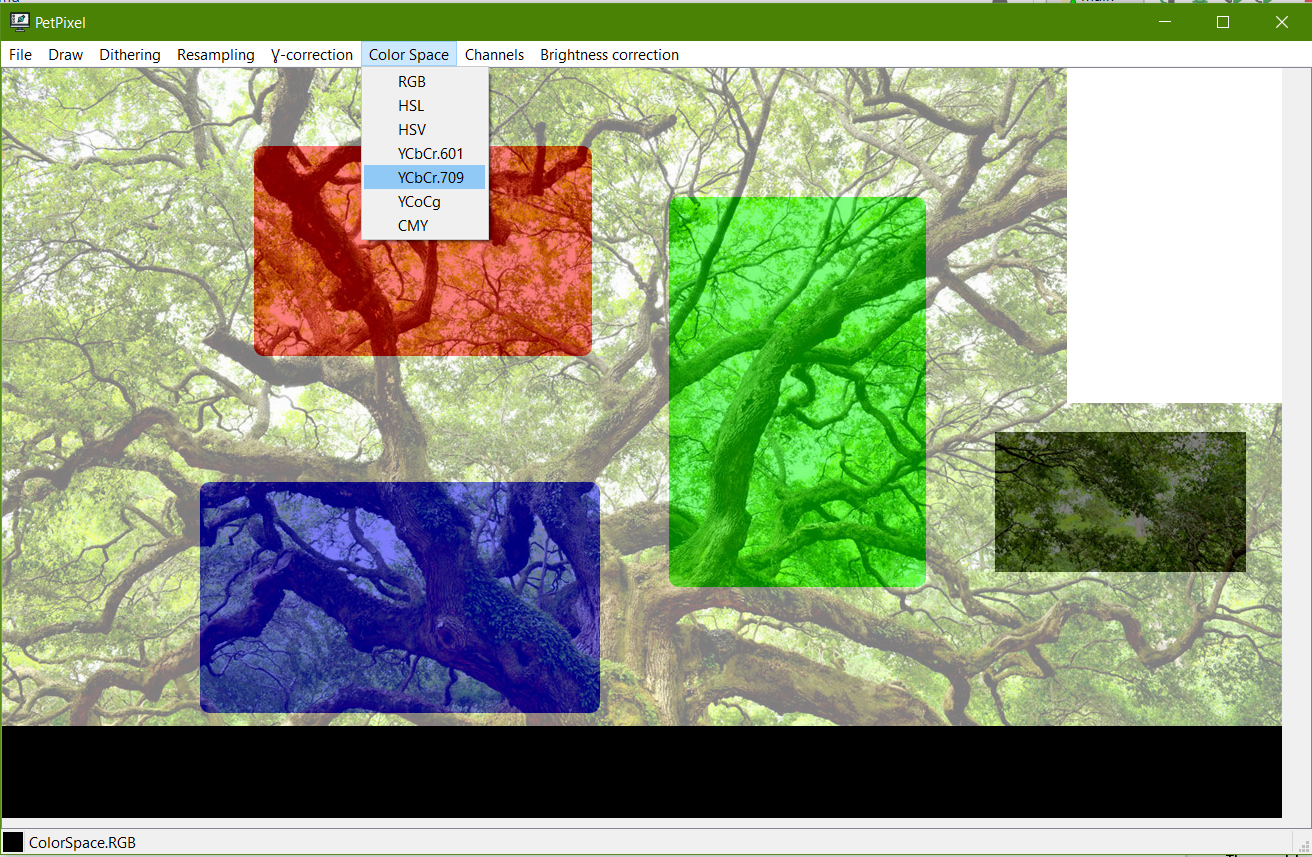 PetPixel
File Draw Dithering Resampling Ɣ-correction Color Space Channels Brightness correction
RGB
HSL
HSV
YCbCr.601
YCbCr.709
YCoCg
CMY
ColorSpace.RGB